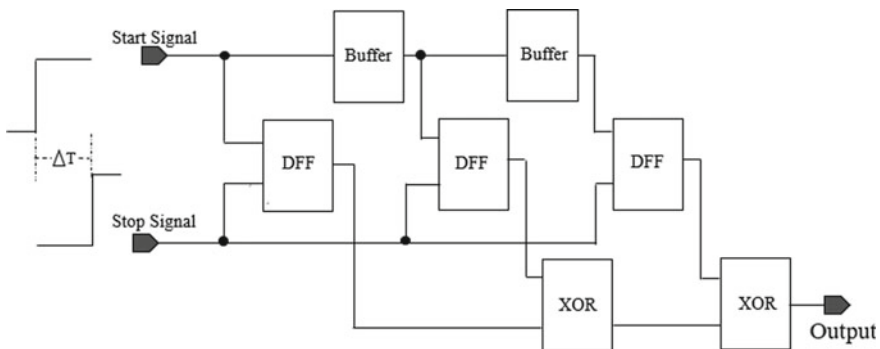 Start Signal
Buffer
Buffer
ΔT
DFF
DFF
DFF
Stop Signal
XOR
XOR
Output